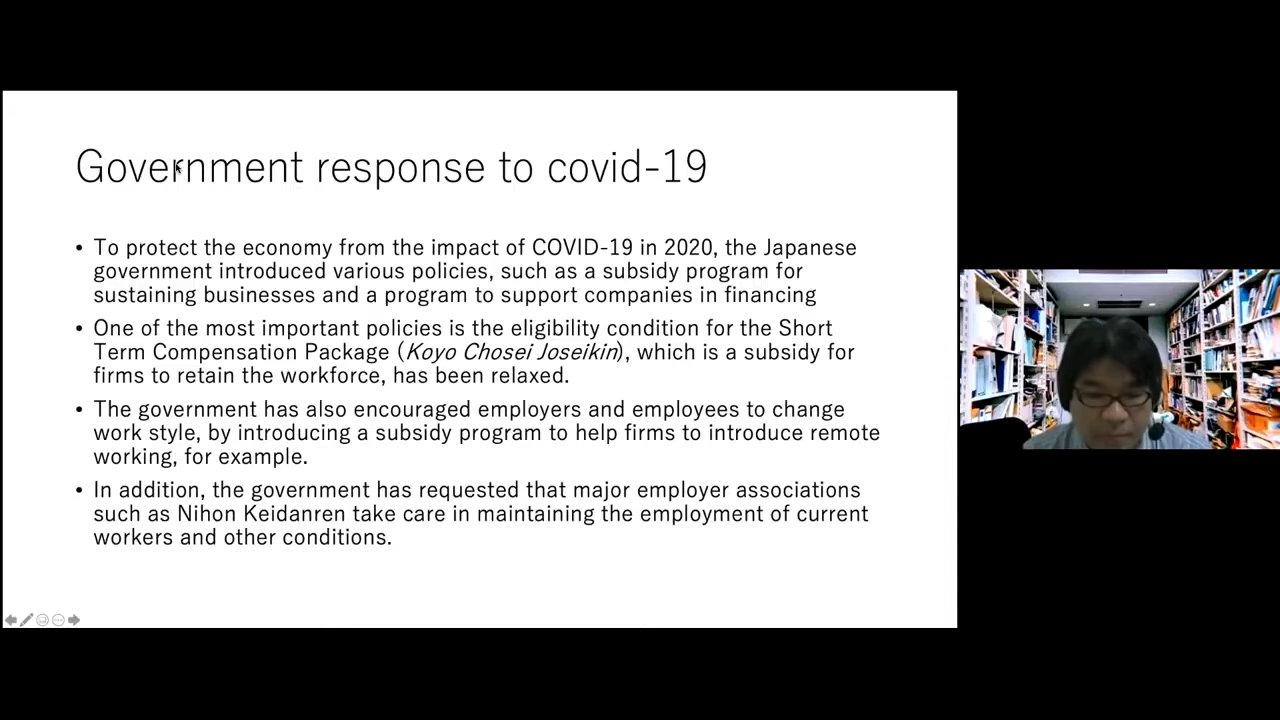 Government response to covid-19
• To protect the economy from the impact of COVID-19 in 2020, the Japanese
government introduced various policies, such as a subsidy program for
sustaining businesses and a program to support companies in financing
• One of the most important policies is the eligibility condition for the Short
Term Compensation Package (Koyo Chosei Joseikin), which is a subsidy for
firms to retain the workforce, has been relaxed.
• The government has also encouraged employers and employees to change
work style, by introducing a subsidy program to help firms to introduce remote
working, for example.
• In addition, the government has requested that major employer associations
such as Nihon Keidanren take care in maintaining the employment of current
workers and other conditions.